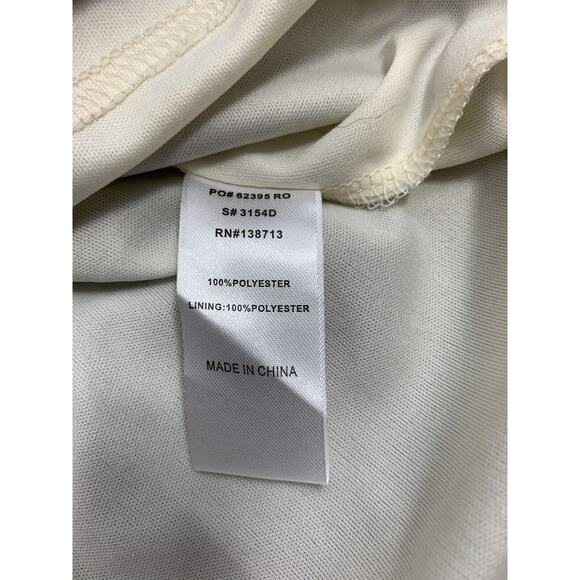 PO# 62395 RO
S# 3154D
RN#138713
100%POLYESTER
LINING:100%POLYESTER
MADE IN CHINA